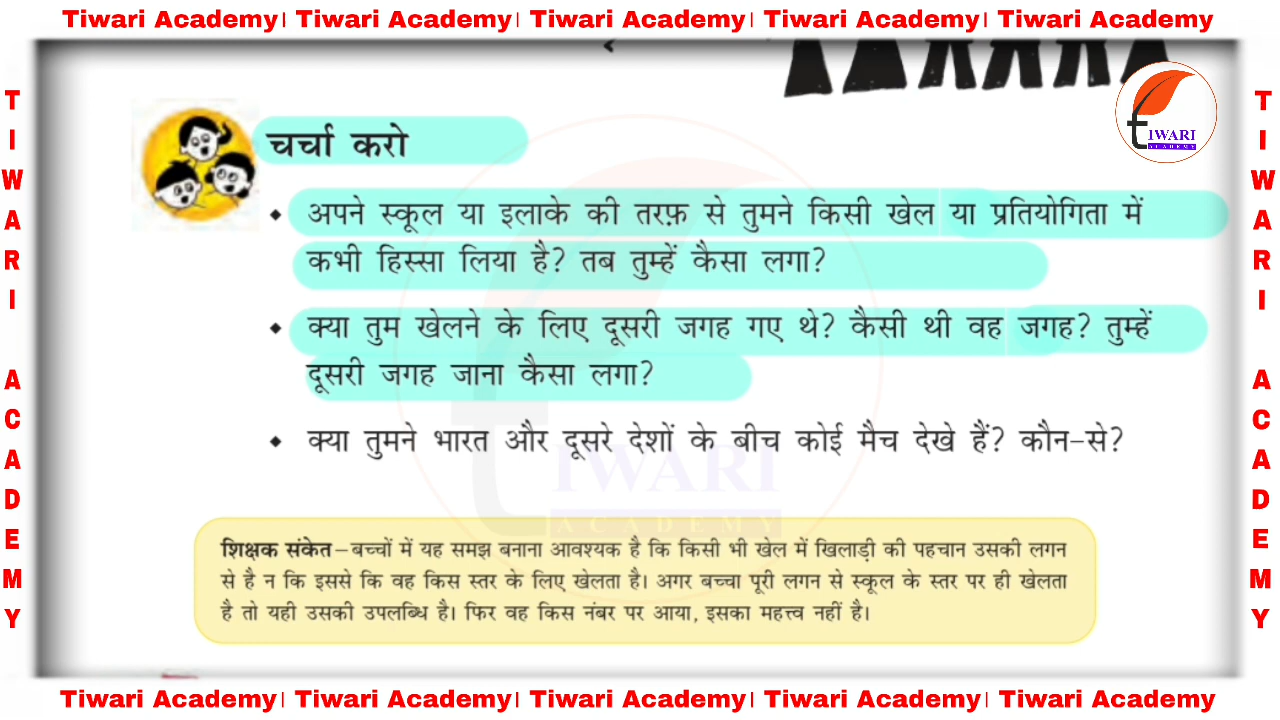 Tiwari Academy। Tiwari Academy। Tiwari Academy। Tiwari Academy। Tiwari Academy
TIWARI ACADEMY
TIWARI ACADEMY
tIWARI
ACADEMY
चर्चा करो
◆ अपने स्कूल या इलाके की तरफ़ से तुमने किसी खेल या प्रतियोगिता में
कभी हिस्सा लिया है? तब तुम्हें कैसा लगा?
◆ क्या तुम खेलने के लिए दूसरी जगह गए थे? कैसी थी वह जगह? तुम्हें
दूसरी जगह जाना कैसा लगा?
◆ क्या तुमने भारत और दूसरे देशों के बीच कोई मैच देखे हैं? कौन-से?
TIWARI
ACADEMY
शिक्षक संकेत–बच्चों में यह समझ बनाना आवश्यक है कि किसी भी खेल में खिलाड़ी की पहचान उसकी लगन
से है न कि इससे कि वह किस स्तर के लिए खेलता है। अगर बच्चा पूरी लगन से स्कूल के स्तर पर ही खेलता
है तो यही उसकी उपलब्धि है। फिर वह किस नंबर पर आया, इसका महत्त्व नहीं है।
Tiwari Academy। Tiwari Academy। Tiwari Academy। Tiwari Academy। Tiwari Academy